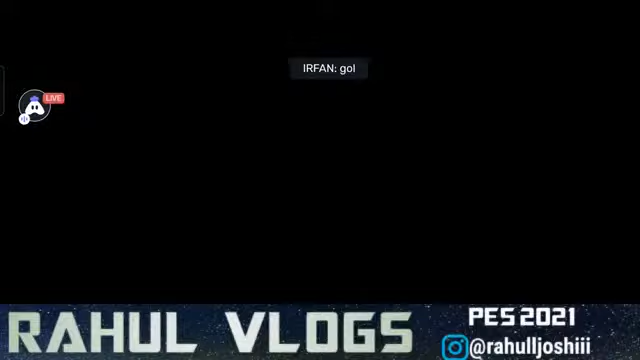 IRFAN: gol
LIVE
RAHUL VLOGS
PES 2021
@rahulljoshiii